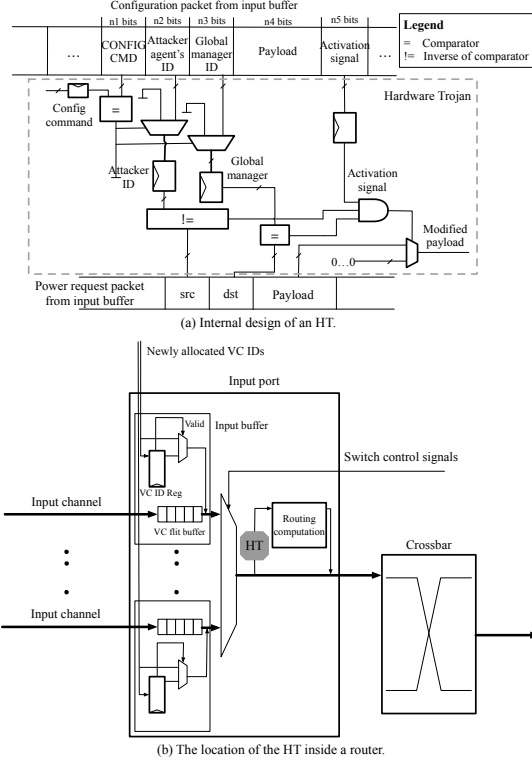 Configuration packet from input buffer
n1 bits n2 bits n3 bits n4 bits n5 bits
... CONFIG CMD Attacker agent's ID Global manager ID Payload Activation signal ...
Legend
= Comparator
!= Inverse of comparator
Hardware Trojan
Config command
=
Attacker ID
Global manager
Activation signal
!=
=
Modified payload
0...0
Power request packet from input buffer
src dst Payload
(a) Internal design of an HT.
Newly allocated VC IDs
Input port
Valid
Input buffer
VC ID Reg
Switch control signals
Input channel
VC flit buffer
Routing computation
HT
Crossbar
Input channel
(b) The location of the HT inside a router.